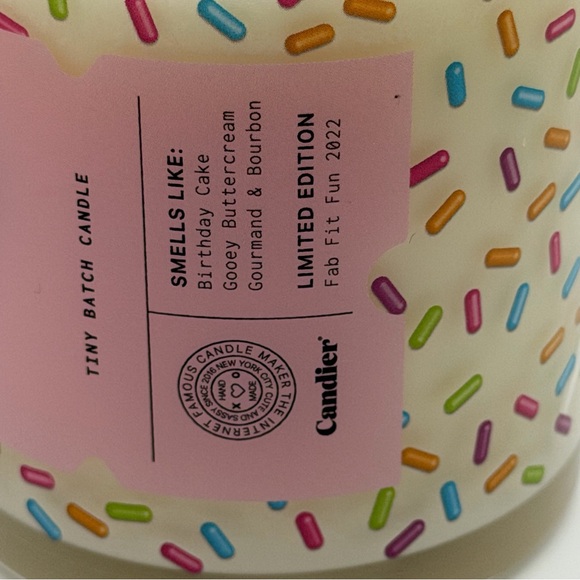 TINY BATCH CANDLE
SMELLS LIKE:
Birthday Cake
Gooey Buttercream
Gourmand & Bourbon
LIMITED EDITION
Fab Fit Fun 2022
THE INTERNET FAMOUS CANDLE MAKER
SINCE 2016 NEW YORK CITY CUTE AND SASSY
HAND
X ♡ O
MADE
Candier®